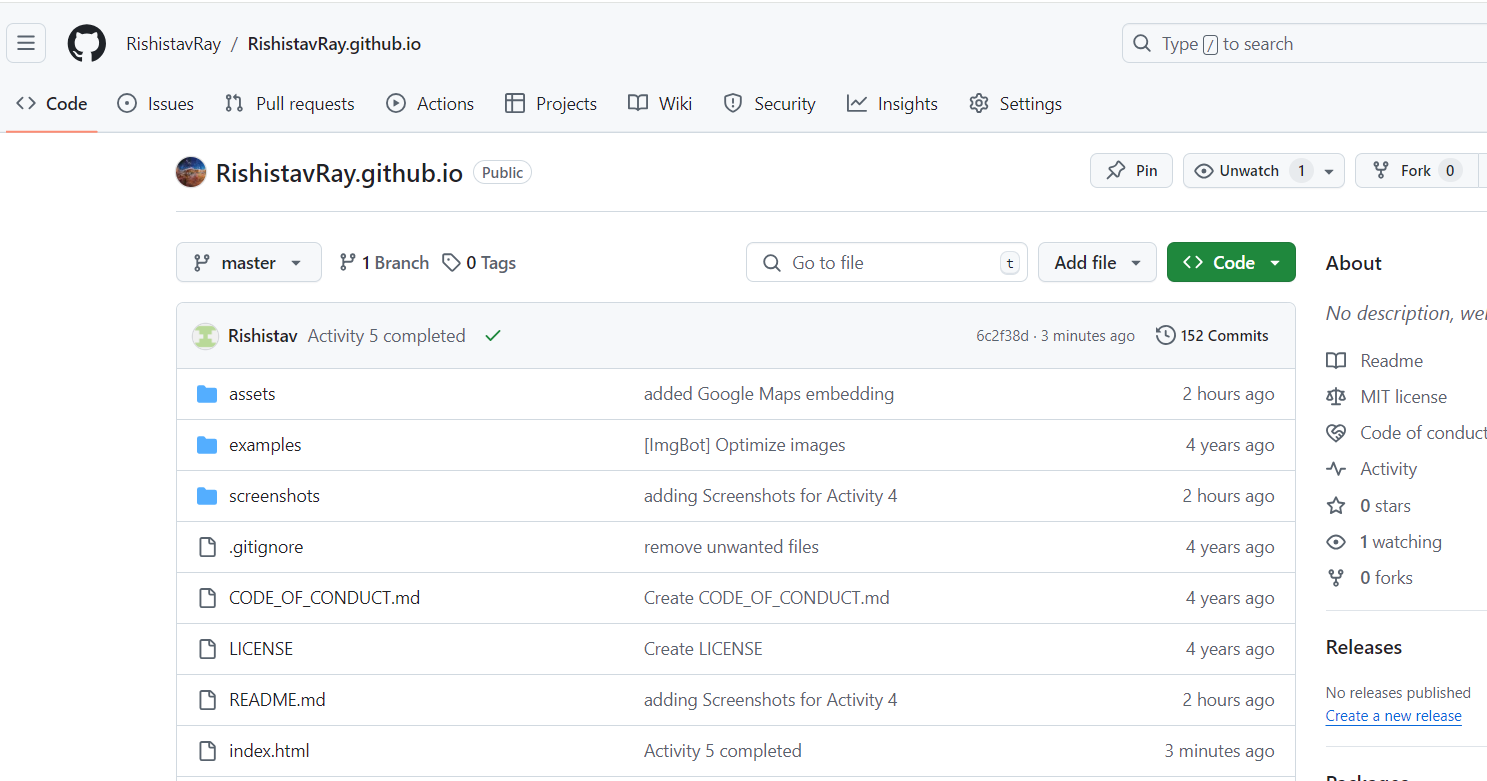 RishistavRay / RishistavRay.github.io Type / to search
Code Issues Pull requests Actions Projects Wiki Security Insights Settings
RishistavRay.github.io Public Pin Unwatch 1 Fork 0
master 1 Branch 0 Tags Go to file t Add file Code
Rishistav Activity 5 completed 6c2f38d · 3 minutes ago 152 Commits
assets added Google Maps embedding 2 hours ago
examples [ImgBot] Optimize images 4 years ago
screenshots adding Screenshots for Activity 4 2 hours ago
.gitignore remove unwanted files 4 years ago
CODE_OF_CONDUCT.md Create CODE_OF_CONDUCT.md 4 years ago
LICENSE Create LICENSE 4 years ago
README.md adding Screenshots for Activity 4 2 hours ago
index.html Activity 5 completed 3 minutes ago
About
No description,
Readme
MIT license
Code of conduct
Activity
0 stars
1 watching
0 forks
Releases
No releases published
Create a new release